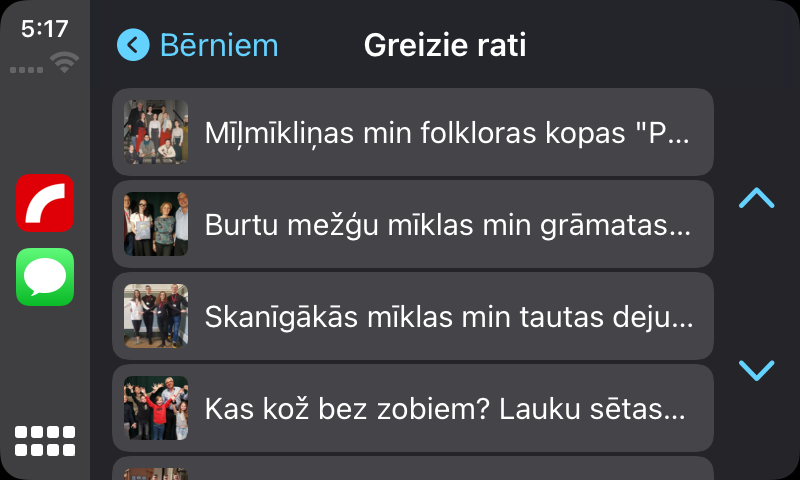 5:17
Bērniem
Greizie rati
Mīļmīkliņas min folkloras kopas "P...
Burtu mežģu mīklas min grāmatas...
Skanīgākās mīklas min tautas deju...
Kas kož bez zobiem? Lauku sētas...